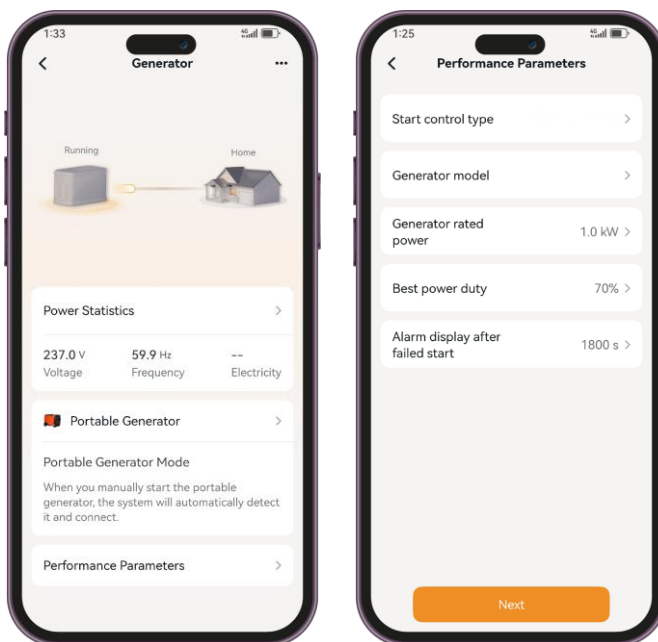 1:33
4G
Generator
Running
Home
Power Statistics
237.0 V
59.9 Hz
--
Voltage
Frequency
Electricity
Portable Generator
Portable Generator Mode
When you manually start the portable
generator, the system will automatically detect
it and connect.
Performance Parameters
1:25
4G
Performance Parameters
Start control type
Generator model
Generator rated
power
1.0 kW
Best power duty
70%
Alarm display after
failed start
1800 s
Next